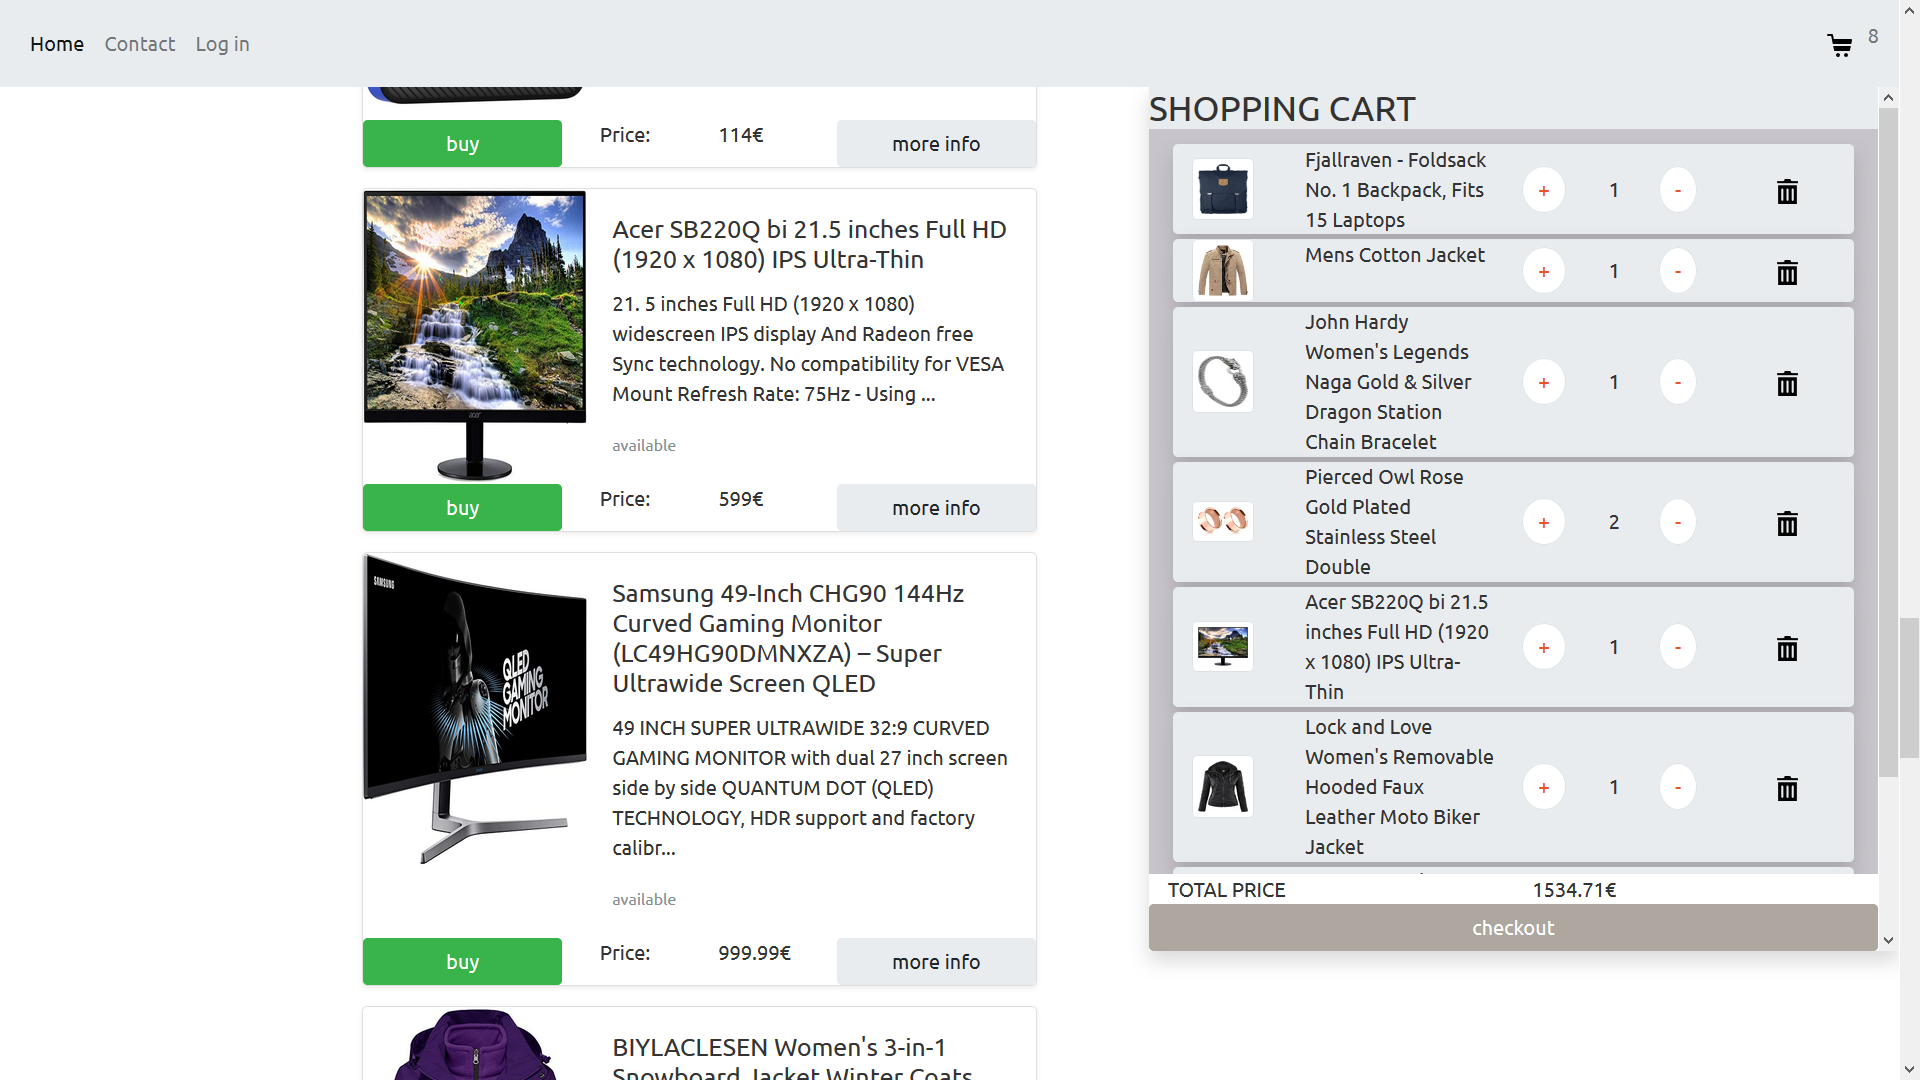 Home Contact Log in
8
buy Price: 114€ more info
Acer SB220Q bi 21.5 inches Full HD
(1920 x 1080) IPS Ultra-Thin
21. 5 inches Full HD (1920 x 1080)
widescreen IPS display And Radeon free
Sync technology. No compatibility for VESA
Mount Refresh Rate: 75Hz - Using ...
available
acer
buy Price: 599€ more info
SAMSUNG
QLED
GAMING
MONITOR
Samsung 49-Inch CHG90 144Hz
Curved Gaming Monitor
(LC49HG90DMNXZA) – Super
Ultrawide Screen QLED
49 INCH SUPER ULTRAWIDE 32:9 CURVED
GAMING MONITOR with dual 27 inch screen
side by side QUANTUM DOT (QLED)
TECHNOLOGY, HDR support and factory
calibr...
available
buy Price: 999.99€ more info
BIYLACLESEN Women's 3-in-1
Snowboard Jacket Winter Coats
SHOPPING CART
Fjallraven - Foldsack
No. 1 Backpack, Fits
15 Laptops
+ 1 -
Mens Cotton Jacket
+ 1 -
John Hardy
Women's Legends
Naga Gold & Silver
Dragon Station
Chain Bracelet
+ 1 -
Pierced Owl Rose
Gold Plated
Stainless Steel
Double
+ 2 -
Acer SB220Q bi 21.5
inches Full HD (1920
x 1080) IPS Ultra-
Thin
+ 1 -
Lock and Love
Women's Removable
Hooded Faux
Leather Moto Biker
Jacket
+ 1 -
TOTAL PRICE 1534.71€
checkout